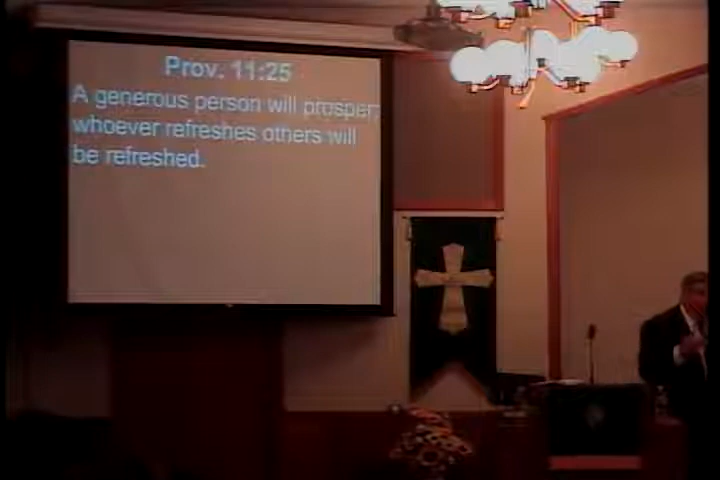 Prov. 11:25
A generous person will prosper;
whoever refreshes others will
be refreshed.